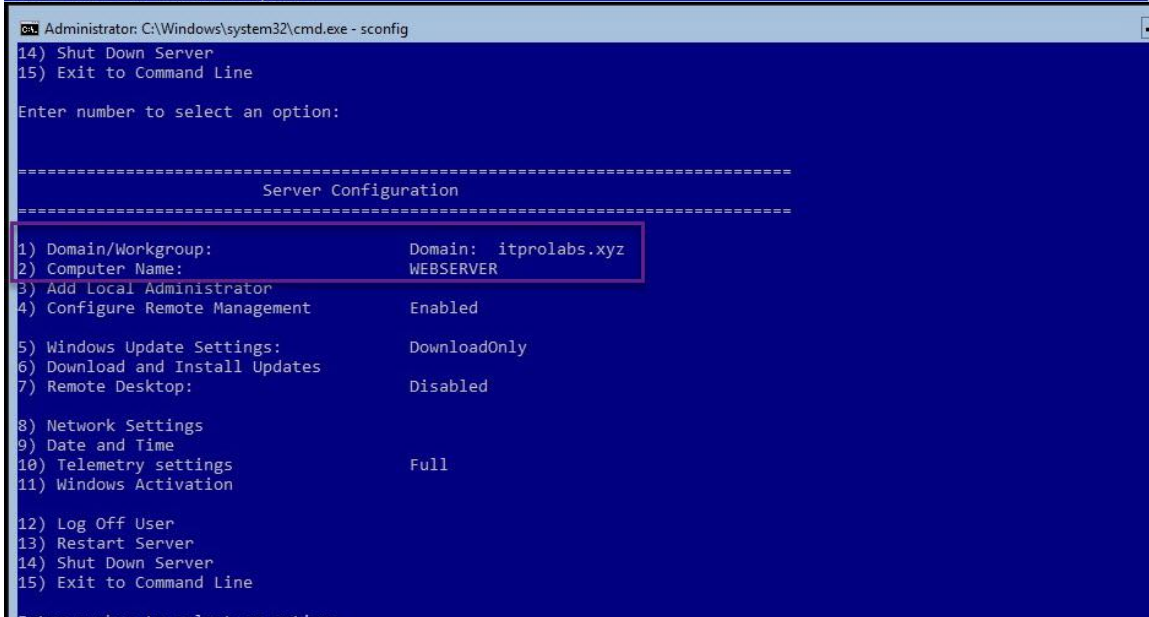 Administrator: C:\Windows\system32\cmd.exe - sconfig
14) Shut Down Server
15) Exit to Command Line
Enter number to select an option:
===============================================================================
Server Configuration
===============================================================================
1) Domain/Workgroup: Domain: itprolabs.xyz
2) Computer Name: WEBSERVER
3) Add Local Administrator
4) Configure Remote Management Enabled
5) Windows Update Settings: DownloadOnly
6) Download and Install Updates
7) Remote Desktop: Disabled
8) Network Settings
9) Date and Time
10) Telemetry settings Full
11) Windows Activation
12) Log Off User
13) Restart Server
14) Shut Down Server
15) Exit to Command Line